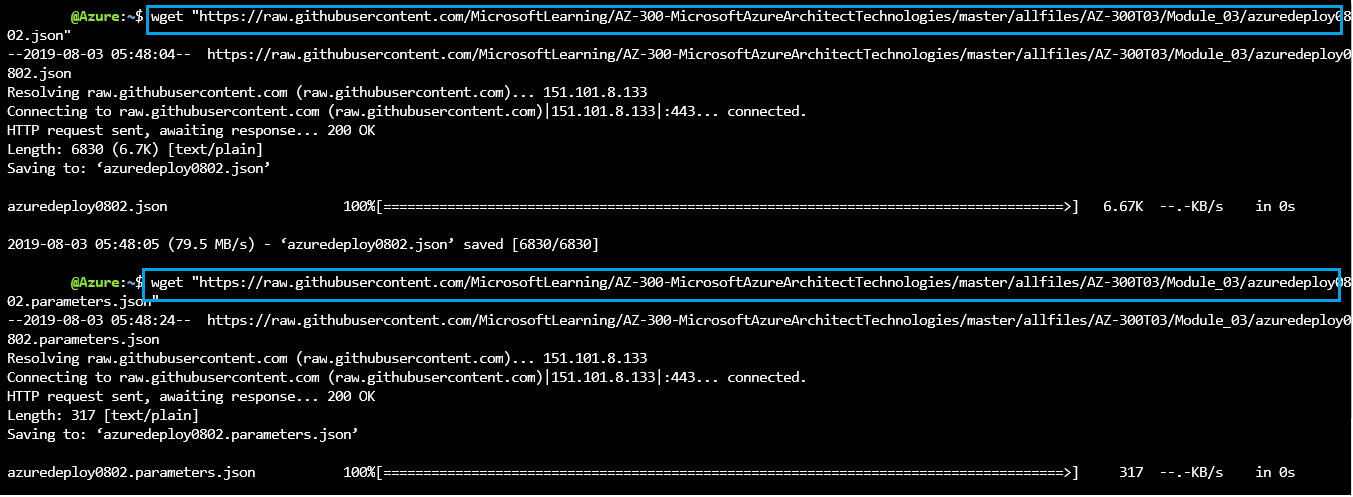 @Azure:~$ wget "https://raw.githubusercontent.com/MicrosoftLearning/AZ-300-MicrosoftAzureArchitectTechnologies/master/allfiles/AZ-300T03/Module_03/azuredeploy08
02.json"
--2019-08-03 05:48:04--  https://raw.githubusercontent.com/MicrosoftLearning/AZ-300-MicrosoftAzureArchitectTechnologies/master/allfiles/AZ-300T03/Module_03/azuredeploy0
802.json
Resolving raw.githubusercontent.com (raw.githubusercontent.com)... 151.101.8.133
Connecting to raw.githubusercontent.com (raw.githubusercontent.com)|151.101.8.133|:443... connected.
HTTP request sent, awaiting response... 200 OK
Length: 6830 (6.7K) [text/plain]
Saving to: ‘azuredeploy0802.json’
azuredeploy0802.json 100%[=====================================================================================>] 6.67K --.-KB/s in 0s
2019-08-03 05:48:05 (79.5 MB/s) - ‘azuredeploy0802.json’ saved [6830/6830]
@Azure:~$ wget "https://raw.githubusercontent.com/MicrosoftLearning/AZ-300-MicrosoftAzureArchitectTechnologies/master/allfiles/AZ-300T03/Module_03/azuredeploy08
02.parameters.json"
--2019-08-03 05:48:24--  https://raw.githubusercontent.com/MicrosoftLearning/AZ-300-MicrosoftAzureArchitectTechnologies/master/allfiles/AZ-300T03/Module_03/azuredeploy0
802.parameters.json
Resolving raw.githubusercontent.com (raw.githubusercontent.com)... 151.101.8.133
Connecting to raw.githubusercontent.com (raw.githubusercontent.com)|151.101.8.133|:443... connected.
HTTP request sent, awaiting response... 200 OK
Length: 317 [text/plain]
Saving to: ‘azuredeploy0802.parameters.json’
azuredeploy0802.parameters.json 100%[=====================================================================================>] 317 --.-KB/s in 0s